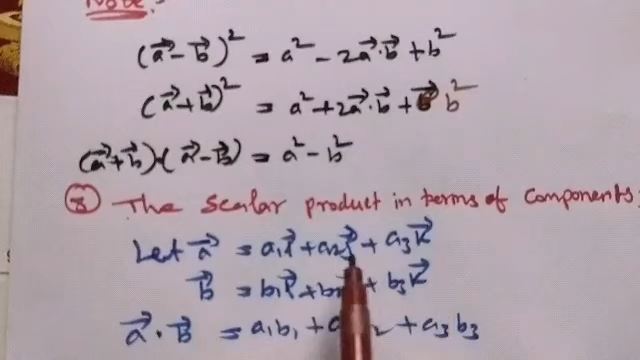 Note:-
(a⃗ - b⃗)² = a² - 2a⃗·b⃗ + b²
(a⃗ + b⃗)² = a² + 2a⃗·b⃗ + b²
(a⃗ + b⃗)·(a⃗ - b⃗) = a² - b²
⑧ The scalar product in terms of components:
Let a⃗ = a₁i⃗ + a₂j⃗ + a₃k⃗
b⃗ = b₁i⃗ + b + b₃k⃗
a⃗·b⃗ = a₁b₁ + a ₂ + a₃b₃